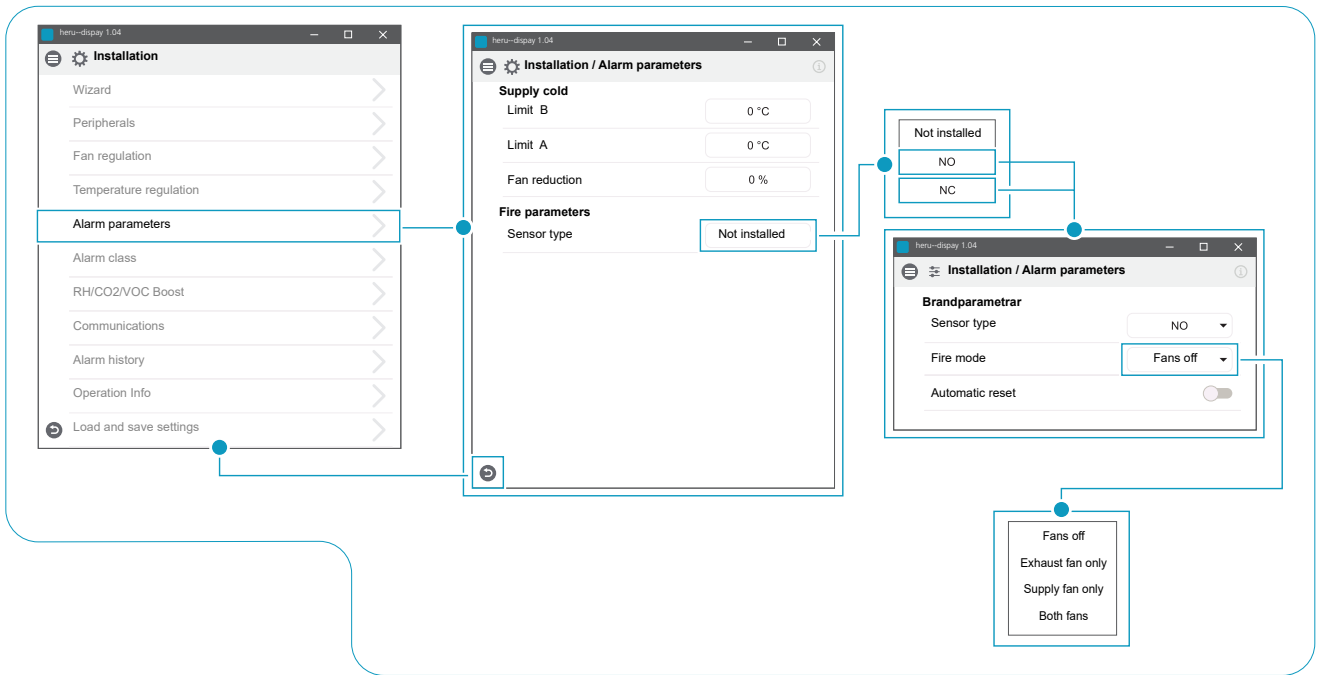 heru--dispay 1.04
Installation
Wizard
Peripherals
Fan regulation
Temperature regulation
Alarm parameters
Alarm class
RH/CO2/VOC Boost
Communications
Alarm history
Operation Info
Load and save settings
heru--dispay 1.04
Installation / Alarm parameters
Supply cold
Limit B 0 °C
Limit A 0 °C
Fan reduction 0 %
Fire parameters
Sensor type Not installed
Not installed
NO
NC
heru--dispay 1.04
Installation / Alarm parameters
Brandparametrar
Sensor type NO
Fire mode Fans off
Automatic reset
Fans off
Exhaust fan only
Supply fan only
Both fans